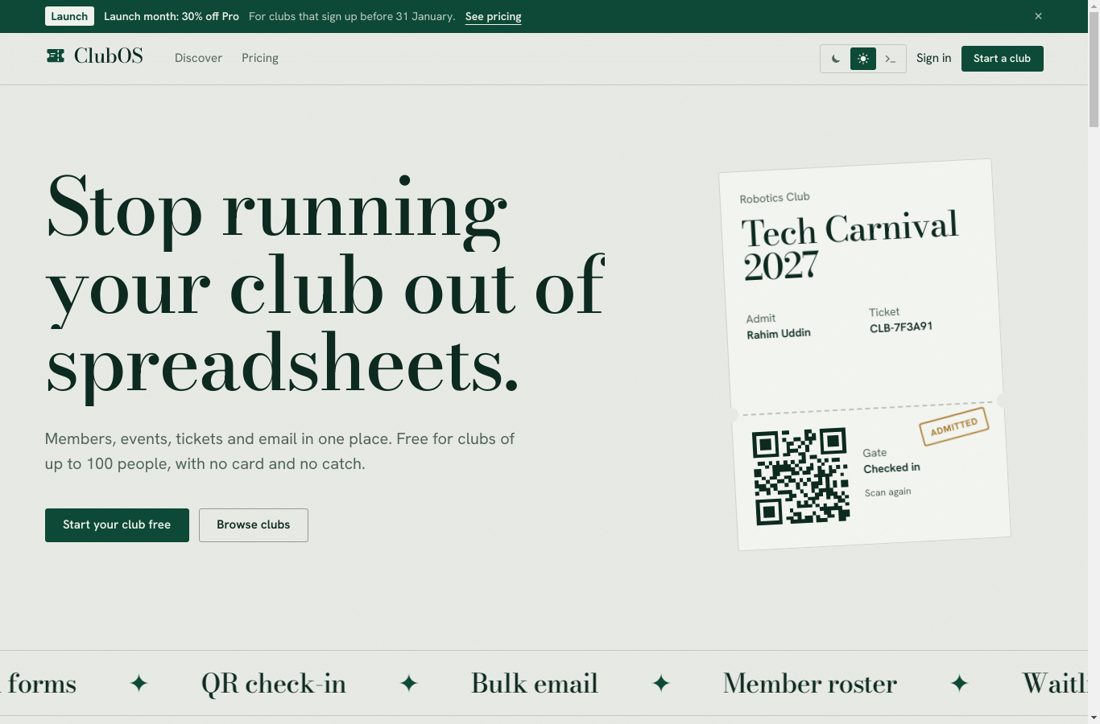 Launch Launch month: 30% off Pro For clubs that sign up before 31 January. See pricing ×
ClubOS Discover Pricing >_ Sign in Start a club
Stop running
your club out of
spreadsheets.
Members, events, tickets and email in one place. Free for clubs of
up to 100 people, with no card and no catch.
Start your club free Browse clubs
Robotics Club
Tech Carnival
2027
Admit
Rahim Uddin
Ticket
CLB-7F3A91
ADMITTED
Gate
Checked in
Scan again
forms ✦ QR check-in ✦ Bulk email ✦ Member roster ✦